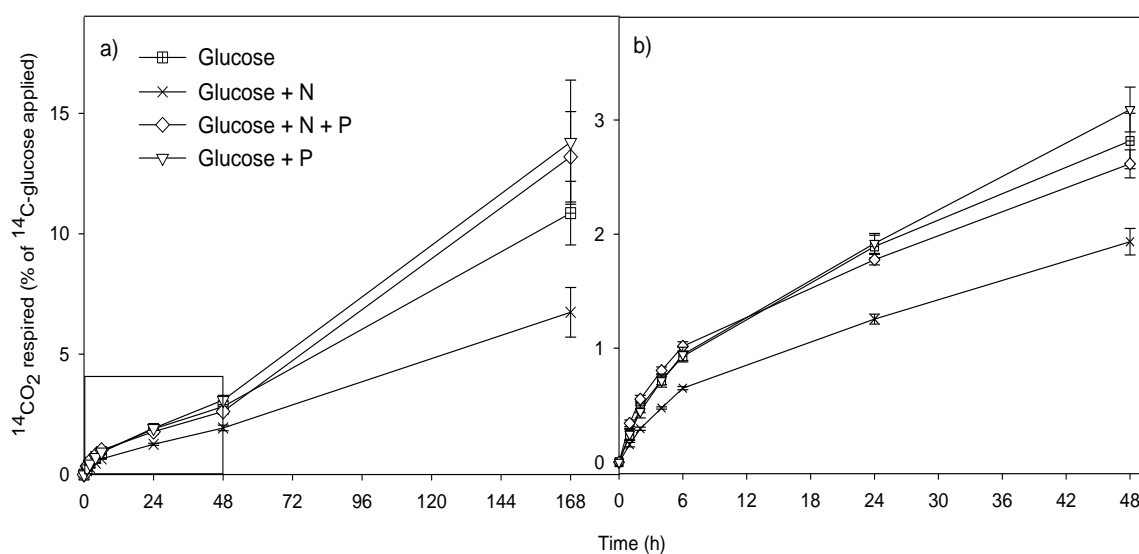 a)
Glucose
Glucose + N
Glucose + N + P
Glucose + P
15
10
5
0
0 24 48 72 96 120 144 168
14CO2 respired (% of 14C-glucose applied)
b)
3
2
1
0
0 6 12 18 24 30 36 42 48
Time (h)